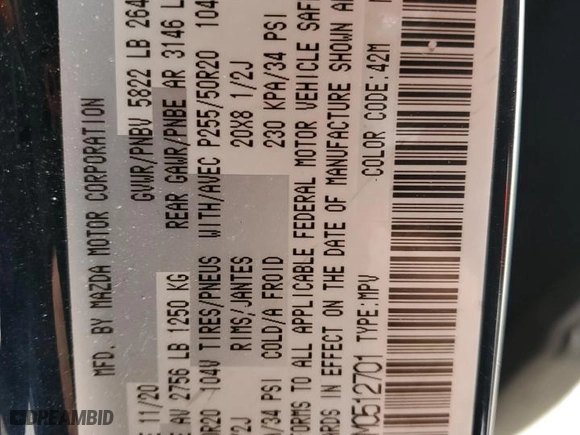 MFD. BY MAZDA MOTOR CORPORATION
11/20 GVWR/PNBV 5822 LB 264
AV 2756 LB 1250 KG REAR GAWR/PNBE AR 3146 L
R20 104V TIRES/PNEUS WITH/AVEC P255/50R20 104
/2J RIMS/JANTES 20X8 1/2J
/34 PSI COLD/A FROID 230 KPA/34 PSI
FORMS TO ALL APPLICABLE FEDERAL MOTOR VEHICLE SAF
ARDS IN EFFECT ON THE DATE OF MANUFACTURE SHOWN A
0512701 TYPE:MPV COLOR CODE:42M
DREAMBID